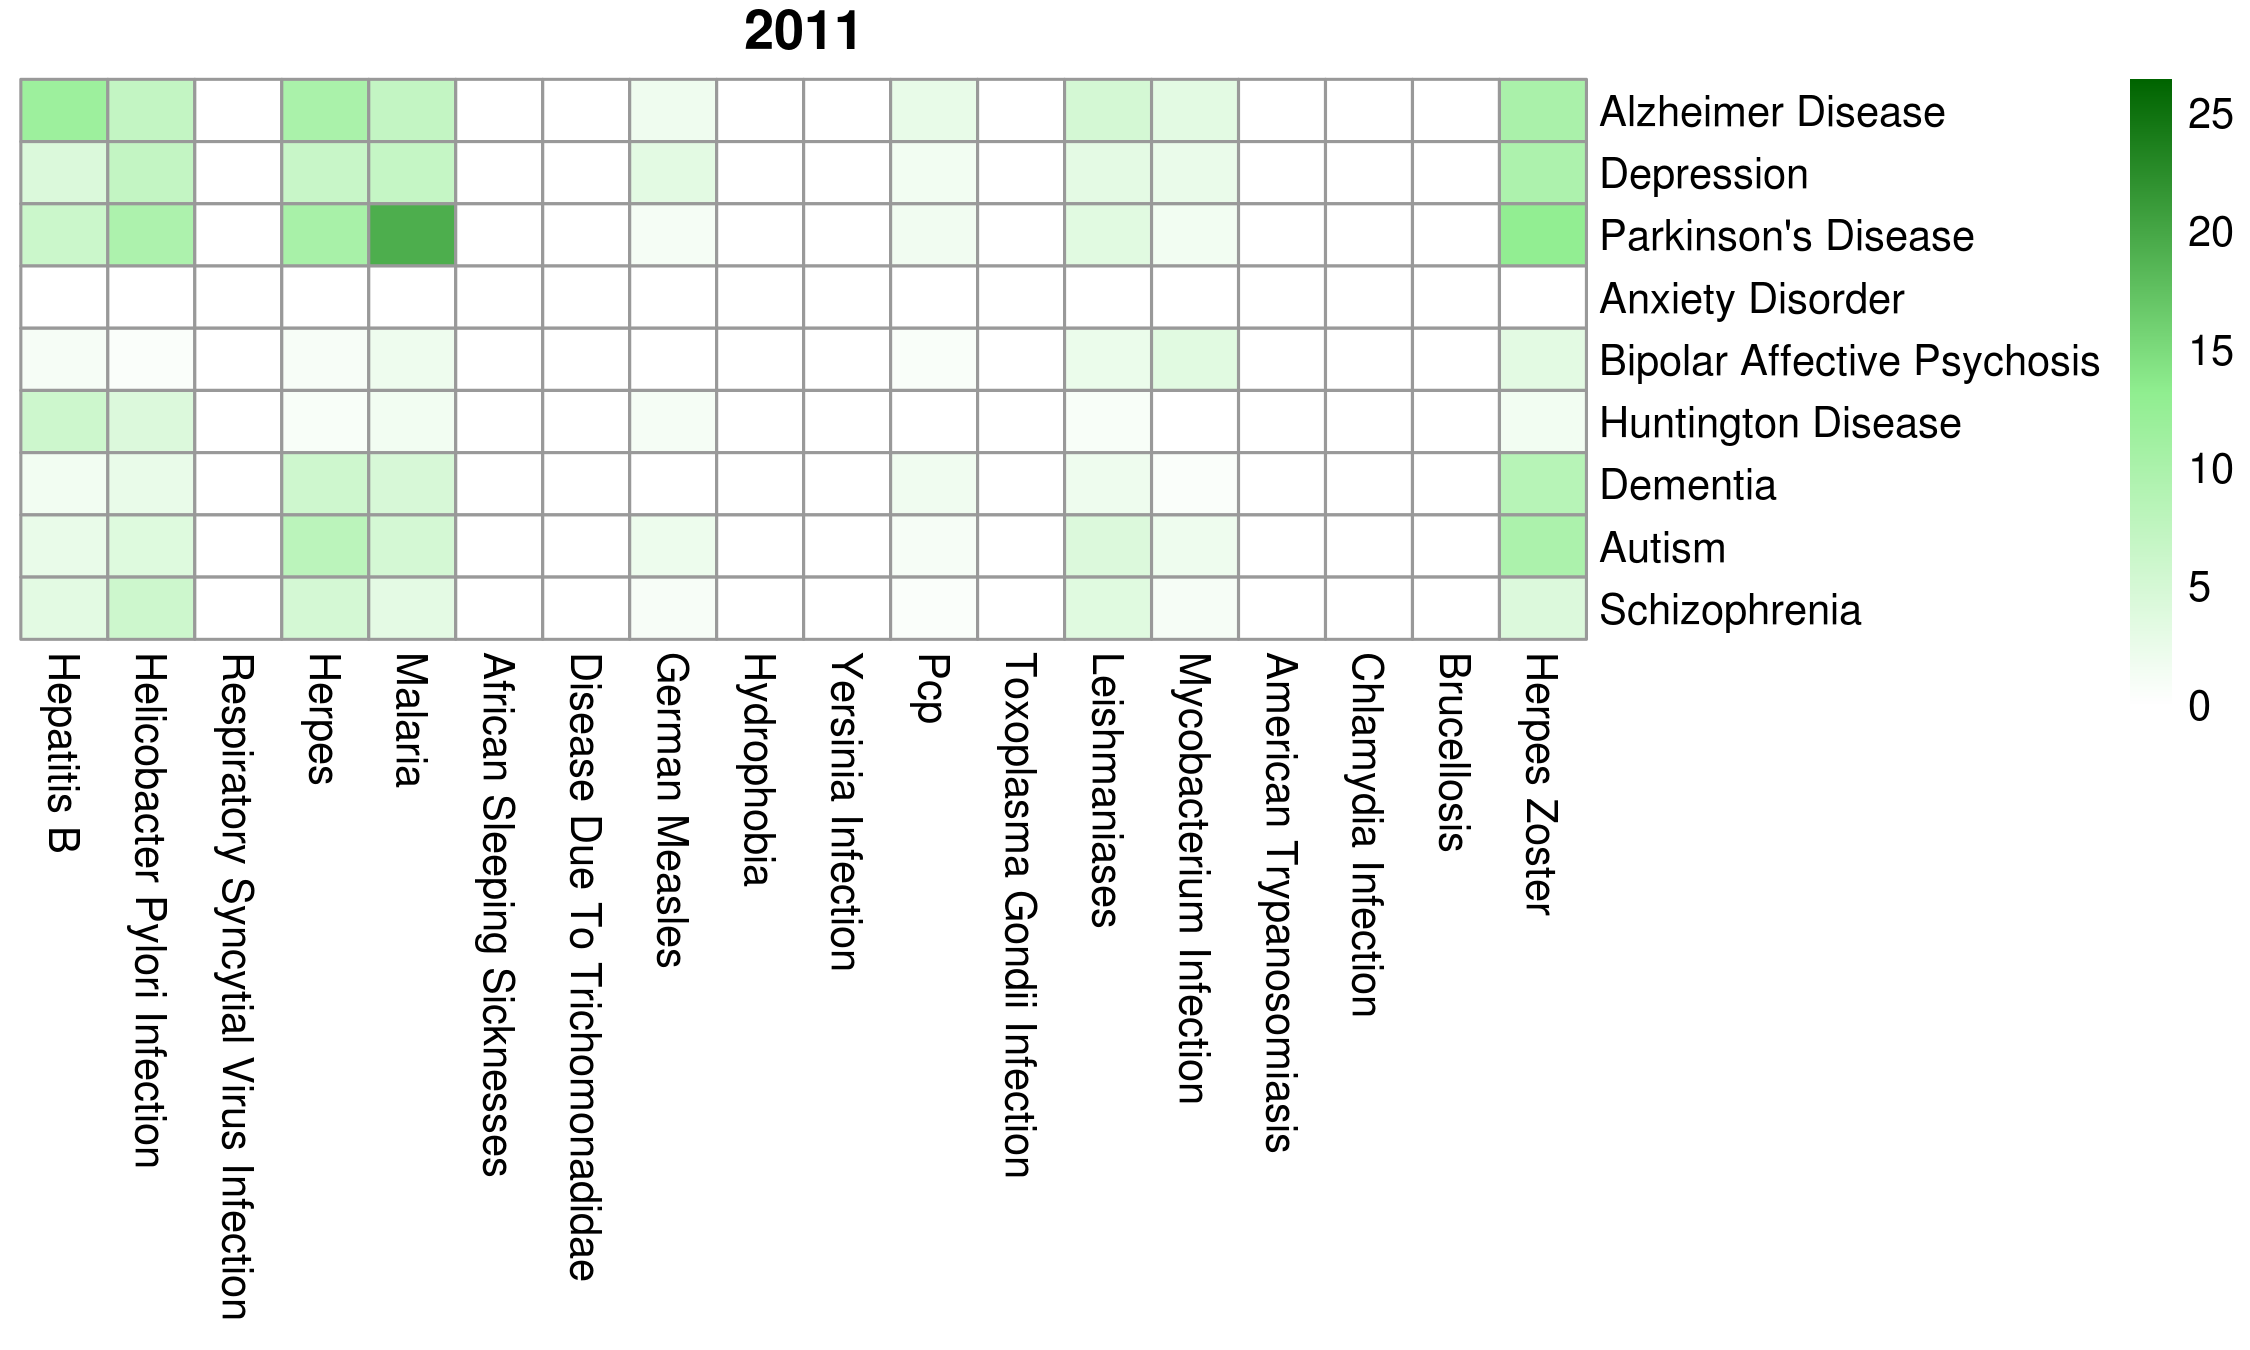 2011
Alzheimer Disease
Depression
Parkinson's Disease
Anxiety Disorder
Bipolar Affective Psychosis
Huntington Disease
Dementia
Autism
Schizophrenia
25
20
15
10
5
0
Hepatitis B
Helicobacter Pylori Infection
Respiratory Syncytial Virus Infection
Herpes
Malaria
African Sleeping Sicknesses
Disease Due To Trichomonadidae
German Measles
Hydrophobia
Yersinia Infection
Pcp
Toxoplasma Gondii Infection
Leishmaniases
Mycobacterium Infection
American Trypanosomiasis
Chlamydia Infection
Brucellosis
Herpes Zoster